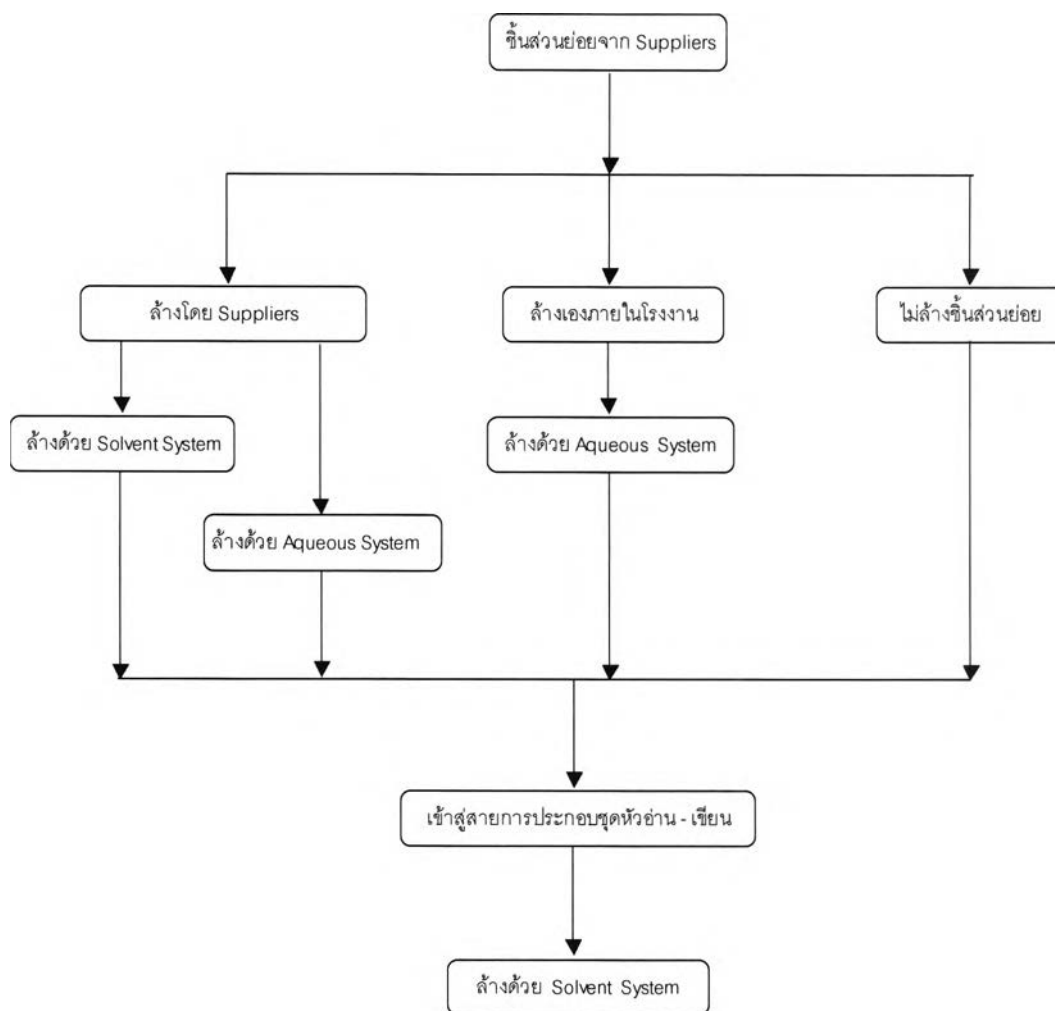 ชิ้นส่วนย่อยจาก Suppliers
ล้างโดย Suppliers
ล้างเองภายในโรงงาน
ไม่ล้างชิ้นส่วนย่อย
ล้างด้วย Solvent System
ล้างด้วย Aqueous System
ล้างด้วย Aqueous System
เข้าสู่สายการประกอบชุดหัวอ่าน - เขียน
ล้างด้วย Solvent System